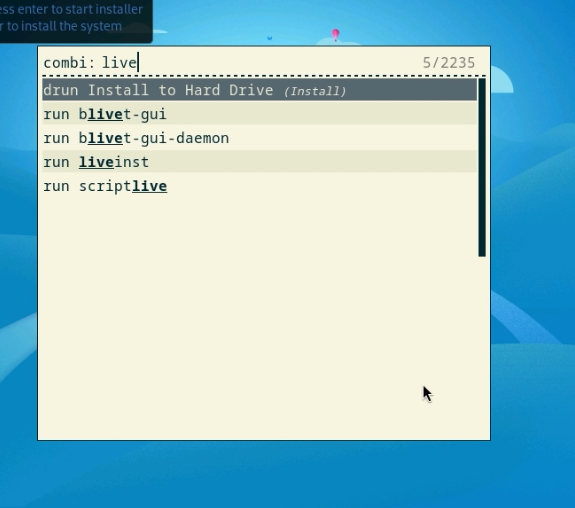 ess enter to start installer
r to install the system
combi: live 5/2235
drun Install to Hard Drive (Install)
run blivet-gui
run blivet-gui-daemon
run liveinst
run scriptlive